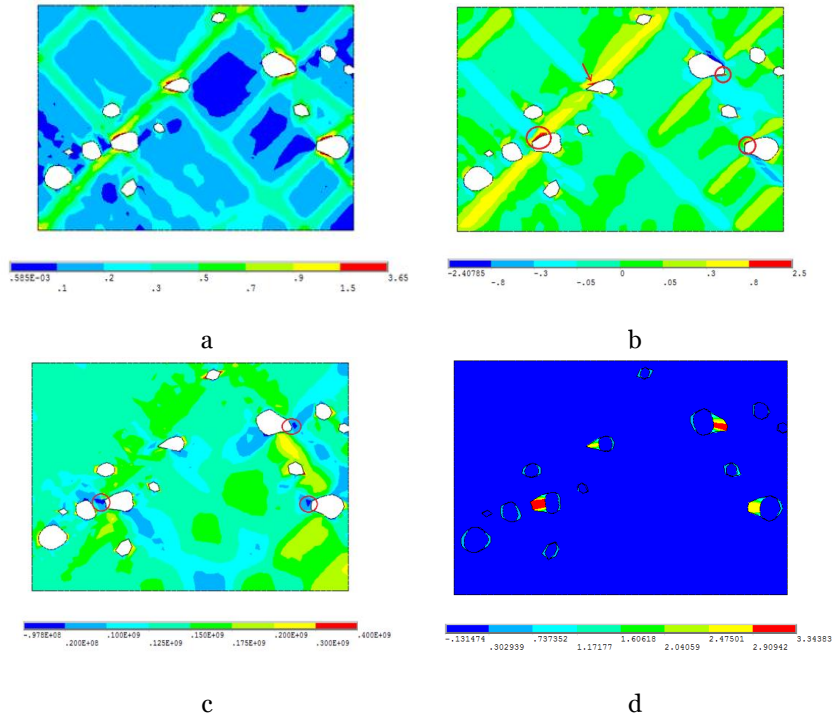 .585E-03 .2 .5 .9 3.65
.1 .3 .7 1.5
-2.40785 -.3 0 .3 2.5
-.8 -.05 .05 .8
a
b
-.978E+08 .100E+09 .150E+09 .200E+09 .400E+09
.200E+08 .125E+09 .175E+09 .300E+09
-.131474 .737352 1.60618 2.47501 3.34383
.302939 1.17177 2.04059 2.90942
c
d